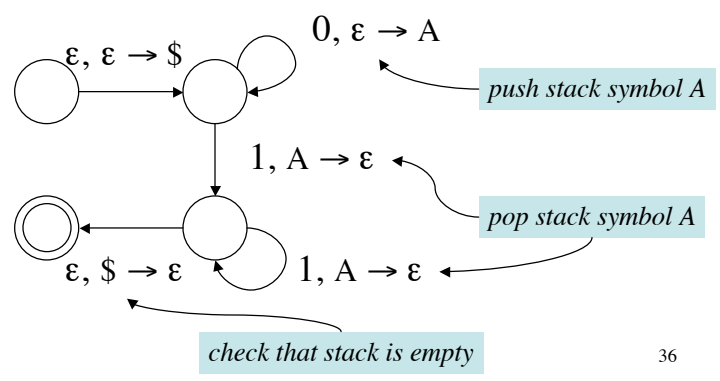 0, ε → A
ε, ε → $
push stack symbol A
1, A → ε
pop stack symbol A
ε, $ → ε
1, A → ε
check that stack is empty
36